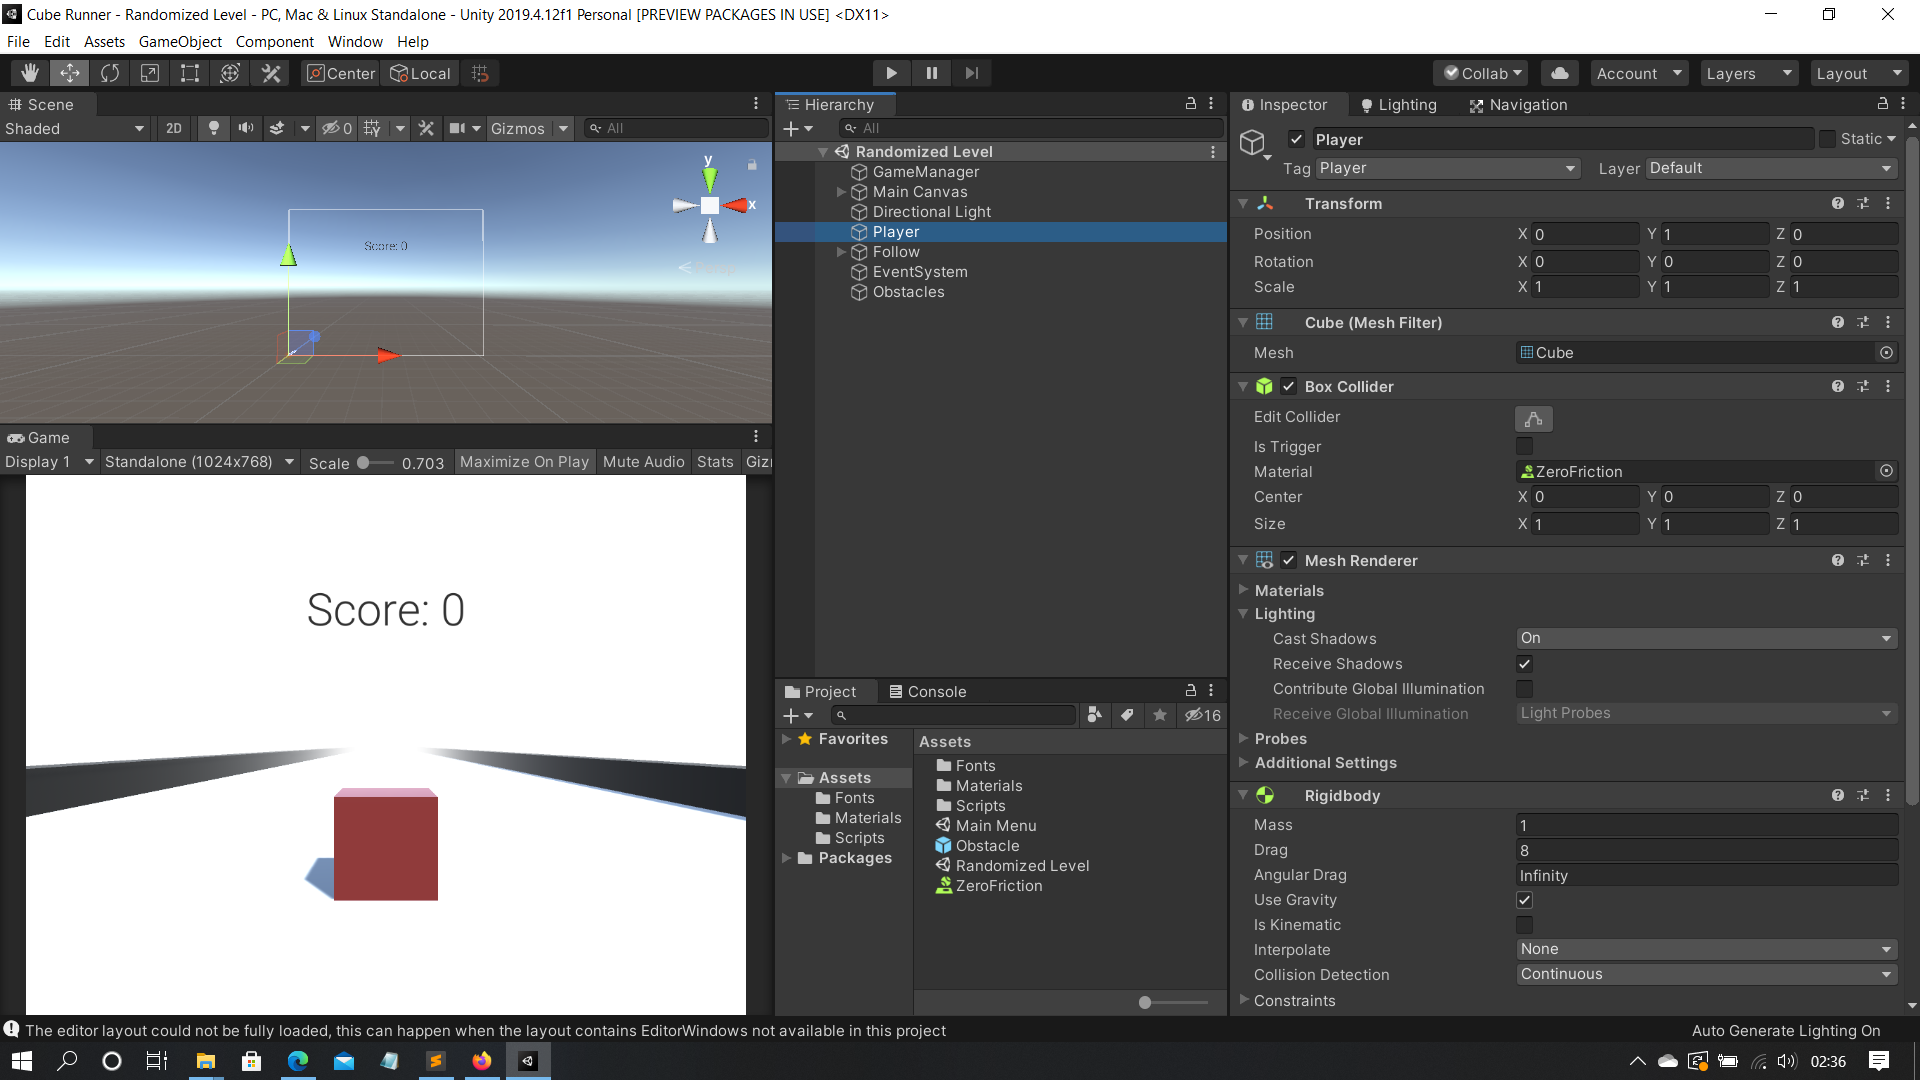 Cube Runner - Randomized Level - PC, Mac & Linux Standalone - Unity 2019.4.12f1 Personal [PREVIEW PACKAGES IN USE] <DX11>
File Edit Assets GameObject Component Window Help
Center Local Collab Account Layers Layout
Scene
Shaded 2D 0 Gizmos All
y
x
Score: 0
Game
Display 1 Standalone (1024x768) Scale 0.703 Maximize On Play Mute Audio Stats Giz
Score: 0
Hierarchy
All
Randomized Level
GameManager
Main Canvas
Directional Light
Player
Follow
EventSystem
Obstacles
Project Console
16
Favorites
Assets
Fonts
Materials
Scripts
Packages
Assets
Fonts
Materials
Scripts
Main Menu
Obstacle
Randomized Level
ZeroFriction
Inspector Lighting Navigation
Player Static
Tag Player Layer Default
Transform
Position X 0 Y 1 Z 0
Rotation X 0 Y 0 Z 0
Scale X 1 Y 1 Z 1
Cube (Mesh Filter)
Mesh Cube
Box Collider
Edit Collider
Is Trigger
Material ZeroFriction
Center X 0 Y 0 Z 0
Size X 1 Y 1 Z 1
Mesh Renderer
Materials
Lighting
Cast Shadows On
Receive Shadows
Contribute Global Illumination
Receive Global Illumination Light Probes
Probes
Additional Settings
Rigidbody
Mass 1
Drag 8
Angular Drag Infinity
Use Gravity
Is Kinematic
Interpolate None
Collision Detection Continuous
Constraints
The editor layout could not be fully loaded, this can happen when the layout contains EditorWindows not available in this project
Auto Generate Lighting On
02:36